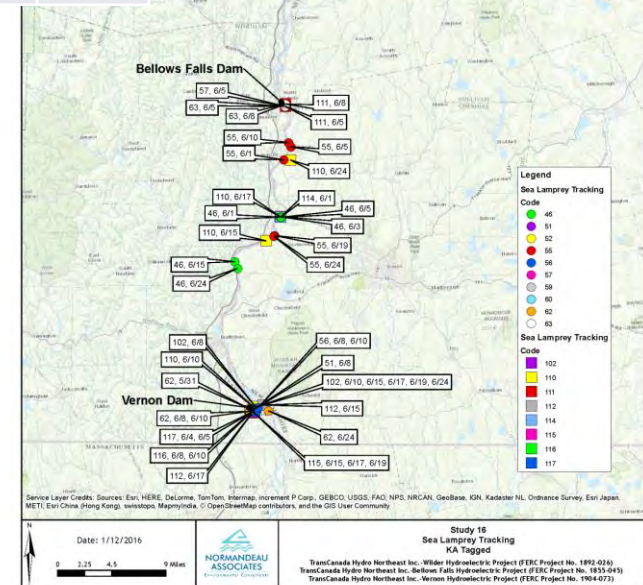 Bellows Falls Dam
57, 6/5
63, 6/5
63, 6/8
111, 6/8
111, 6/5
55, 6/10
55, 6/5
55, 6/1
110, 6/24
110, 6/17
114, 6/1
46, 6/1
46, 6/5
46, 6/3
110, 6/15
55, 6/19
55, 6/24
46, 6/15
46, 6/24
102, 6/8
56, 6/8, 6/10
110, 6/10
51, 6/8
62, 5/31
102, 6/10, 6/15, 6/17, 6/19, 6/24
Vernon Dam
112, 6/15
62, 6/8, 6/10
62, 6/24
117, 6/4, 6/5
116, 6/8, 6/10
115, 6/15, 6/17, 6/19
112, 6/17
MASSACHUSETTS
Legend
Sea Lamprey Tracking
Code
46
51
52
55
56
57
59
60
62
63
Sea Lamprey Tracking
Code
102
110
111
112
114
115
116
117
Service Layer Credits: Sources: Esri, HERE, DeLorme, TomTom, Intermap, increment P Corp., GEBCO, USGS, FAO, NPS, NRCAN, GeoBase, IGN, Kadaster NL, Ordnance Survey, Esri Japan,
METI, Esri China (Hong Kong), swisstopo, MapmyIndia, © OpenStreetMap contributors, and the GIS User Community
N
Date: 1/12/2016
0 2.25 4.5 9 Miles
NORMANDEAU
ASSOCIATES
Environmental Consultants
Study 16
Sea Lamprey Tracking
KA Tagged
TransCanada Hydro Northeast Inc.-Wilder Hydroelectric Project (FERC Project No. 1892-026)
TransCanada Hydro Northeast Inc.-Bellows Falls Hydroelectric Project (FERC Project No. 1855-045)
TransCanada Hydro Northeast Inc.-Vernon Hydroelectric Project (FERC Project No. 1904-073)